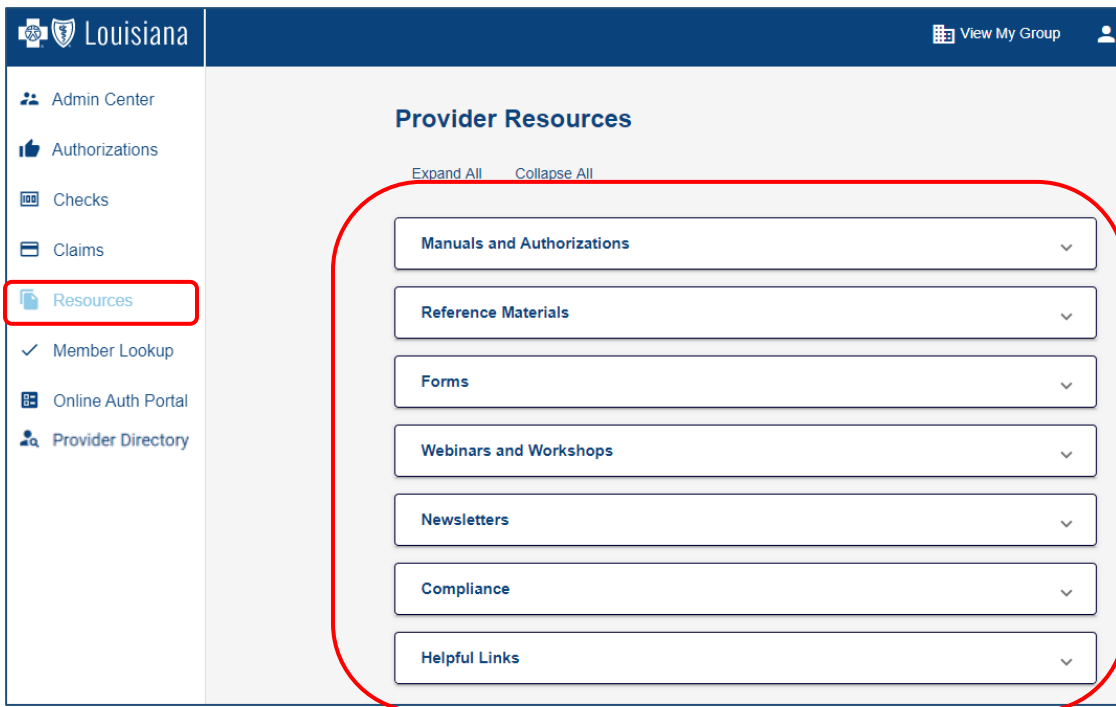 Louisiana
View My Group
Admin Center
Authorizations
Checks
Claims
Resources
Member Lookup
Online Auth Portal
Provider Directory
Provider Resources
Expand All Collapse All
Manuals and Authorizations
Reference Materials
Forms
Webinars and Workshops
Newsletters
Compliance
Helpful Links